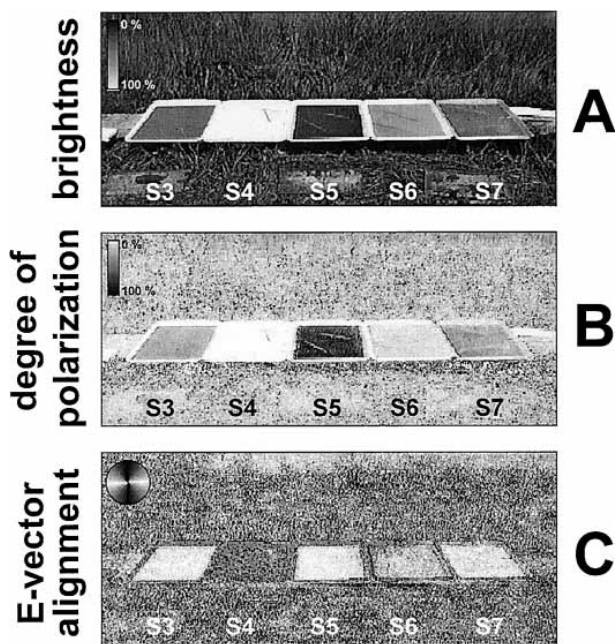 brightness
0 %
100 %
S3 S4 S5 S6 S7
A
degree of
polarization
0 %
100 %
S3 S4 S5 S6 S7
B
E-vector
alignment
S3 S4 S5 S6 S7
C